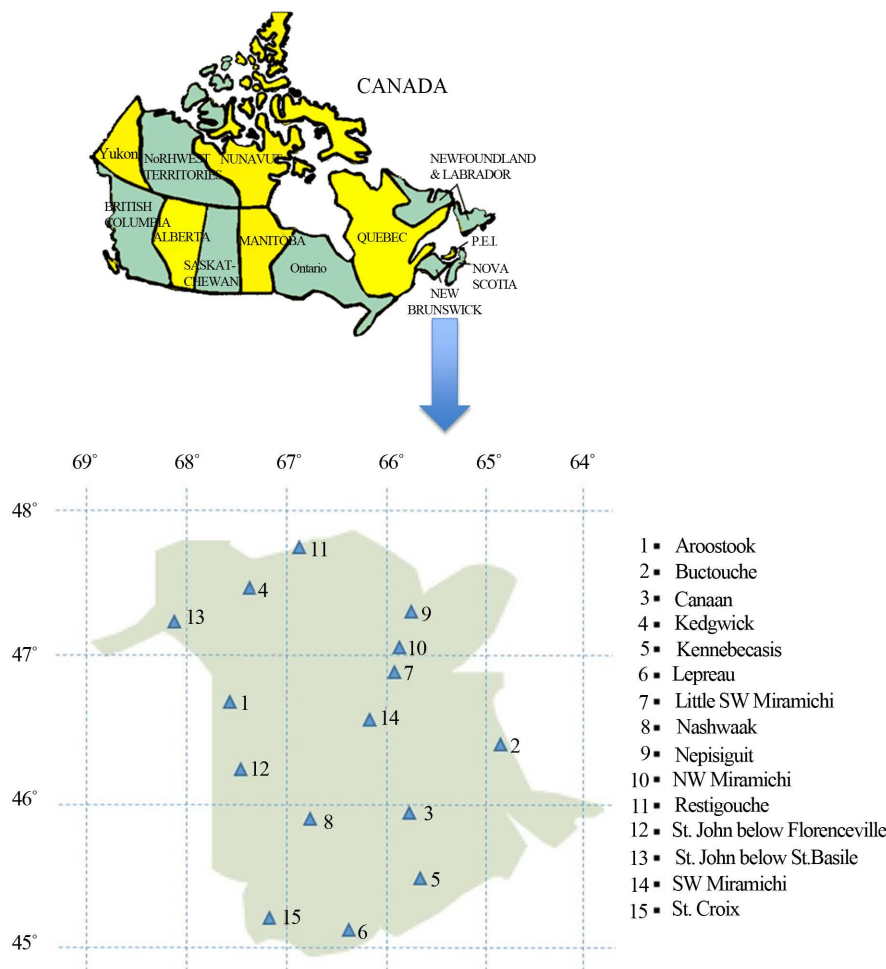 CANADA
Yukon
NoRHWEST
TERRITORIES
NUNAVUT
NEWFOUNDLAND
& LABRADOR
BRITISH
COLUMBIA
ALBERTA
SASKAT-
CHEWAN
MANITOBA
Ontario
QUEBEC
P.E.I.
NOVA
SCOTIA
NEW
BRUNSWICK
69° 68° 67° 66° 65° 64°
48°
47°
46°
45°
11
4
13
9
10
7
1
14
2
12
8
3
5
15
6
1 ▪ Aroostook
2 ▪ Buctouche
3 ▪ Canaan
4 ▪ Kedgwick
5 ▪ Kennebecasis
6 ▪ Lepreau
7 ▪ Little SW Miramichi
8 ▪ Nashwaak
9 ▪ Nepisiguit
10 ▪ NW Miramichi
11 ▪ Restigouche
12 ▪ St. John below Florenceville
13 ▪ St. John below St.Basile
14 ▪ SW Miramichi
15 ▪ St. Croix